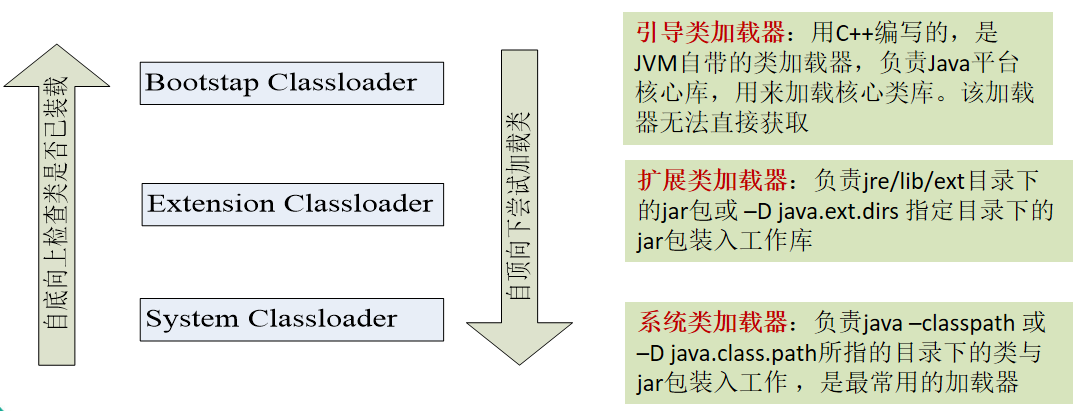 自底向上检查类是否已装载
Bootstap Classloader
Extension Classloader
System Classloader
自顶向下尝试加载类
引导类加载器：用C++编写的，是
JVM自带的类加载器，负责Java平台
核心库，用来加载核心类库。该加载
器无法直接获取
扩展类加载器：负责jre/lib/ext目录下
的jar包或 –D java.ext.dirs 指定目录下的
jar包装入工作库
系统类加载器：负责java –classpath 或
–D java.class.path所指的目录下的类与
jar包装入工作 ，是最常用的加载器